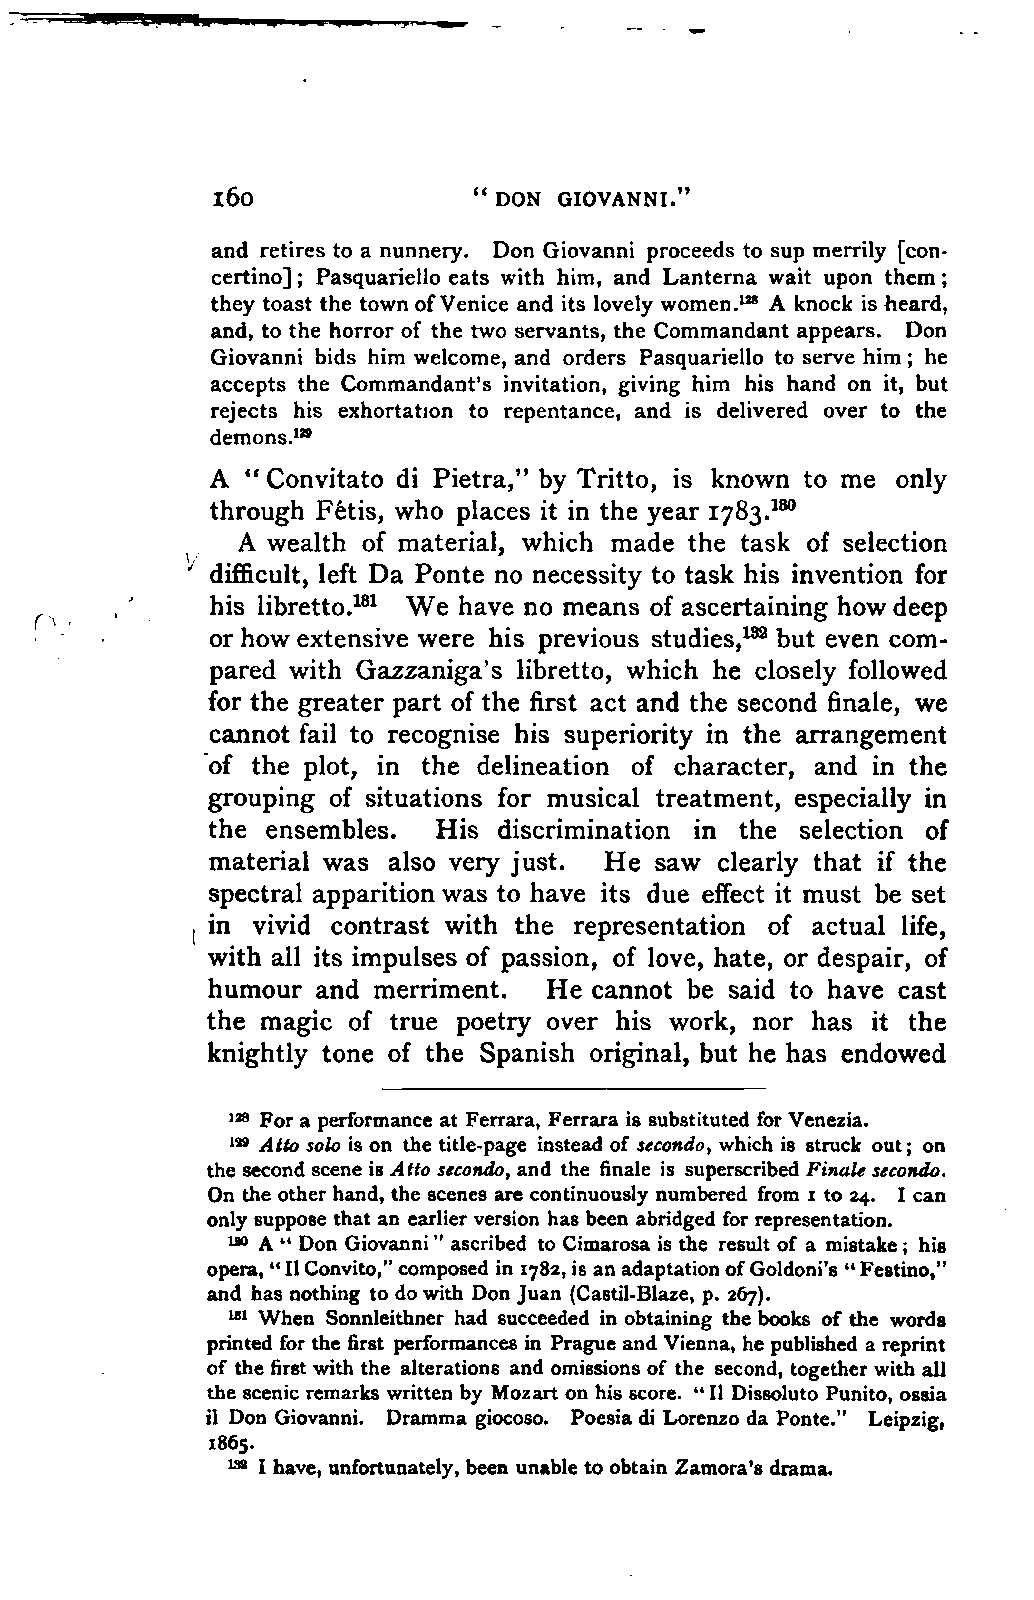 160 " DON GIOVANNI."
and retires to a nunnery. Don Giovanni proceeds to sup merrily [con-
certino]; Pasquariello eats with him, and Lanterna wait upon them;
they toast the town of Venice and its lovely women.¹²⁸ A knock is heard,
and, to the horror of the two servants, the Commandant appears. Don
Giovanni bids him welcome, and orders Pasquariello to serve him; he
accepts the Commandant's invitation, giving him his hand on it, but
rejects his exhortation to repentance, and is delivered over to the
demons.¹²⁹
A "Convitato di Pietra," by Tritto, is known to me only
through Fétis, who places it in the year 1783.¹³⁰
A wealth of material, which made the task of selection
difficult, left Da Ponte no necessity to task his invention for
his libretto.¹³¹ We have no means of ascertaining how deep
or how extensive were his previous studies,¹³² but even com-
pared with Gazzaniga's libretto, which he closely followed
for the greater part of the first act and the second finale, we
cannot fail to recognise his superiority in the arrangement
of the plot, in the delineation of character, and in the
grouping of situations for musical treatment, especially in
the ensembles. His discrimination in the selection of
material was also very just. He saw clearly that if the
spectral apparition was to have its due effect it must be set
in vivid contrast with the representation of actual life,
with all its impulses of passion, of love, hate, or despair, of
humour and merriment. He cannot be said to have cast
the magic of true poetry over his work, nor has it the
knightly tone of the Spanish original, but he has endowed
¹²⁸ For a performance at Ferrara, Ferrara is substituted for Venezia.
¹²⁹ Atto solo is on the title-page instead of secondo, which is struck out; on
the second scene is Atto secondo, and the finale is superscribed Finale secondo.
On the other hand, the scenes are continuously numbered from 1 to 24. I can
only suppose that an earlier version has been abridged for representation.
¹³⁰ A "Don Giovanni" ascribed to Cimarosa is the result of a mistake; his
opera, "Il Convito," composed in 1782, is an adaptation of Goldoni's "Festino,"
and has nothing to do with Don Juan (Castil-Blaze, p. 267).
¹³¹ When Sonnleithner had succeeded in obtaining the books of the words
printed for the first performances in Prague and Vienna, he published a reprint
of the first with the alterations and omissions of the second, together with all
the scenic remarks written by Mozart on his score. "Il Dissoluto Punito, ossia
il Don Giovanni. Dramma giocoso. Poesia di Lorenzo da Ponte." Leipzig,
1865.
¹³² I have, unfortunately, been unable to obtain Zamora's drama.